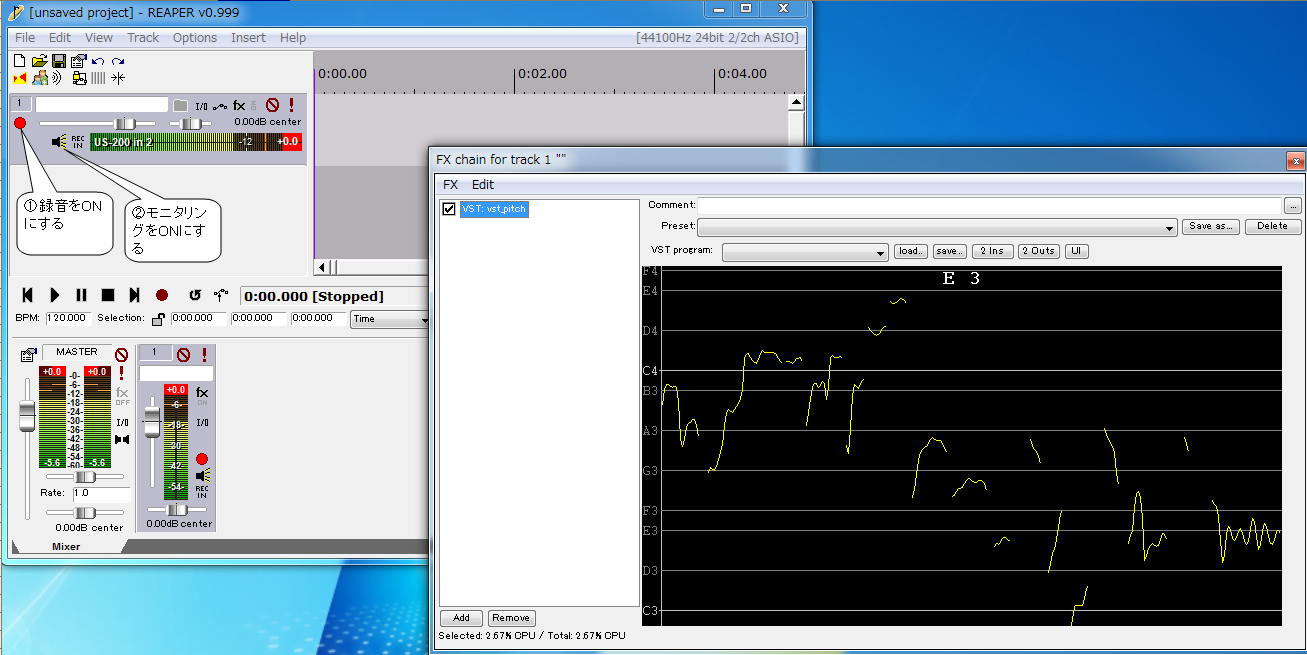 [unsaved project] - REAPER v0.999
File Edit View Track Options Insert Help [44100Hz 24bit 2/2ch ASIO]
0:00.00 0:02.00 0:04.00
1 I/O fx
0.00dB center
REC IN US-200 in 2 -12 +0.0
①録音をON
にする
②モニタリン
グをONにす
る
0:00.000 [Stopped]
BPM: 120.000 Selection: 0:00.000 0:00.000 0:00.000 Time
MASTER
+0.0 -0- +0.0
-6-
-12-
-18-
-24-
-30-
-36-
-42-
-48-
-54-
-5.6 -60- -5.6
fx
OFF
I/O
Rate: 1.0
0.00dB center
1
+0.0
-6-
-18-
-30-
-42-
-54-
fx
ON
I/O
REC
IN
0.00dB center
Mixer
FX chain for track 1 ""
FX Edit
VST: vst_pitch
Comment: ...
Preset: Save as... Delete
VST program: load.. save.. 2 Ins 2 Outs UI
E 3
F4
E4
D4
C4
B3
A3
G3
F3
E3
D3
C3
Add Remove
Selected: 2.67% CPU / Total: 2.67% CPU